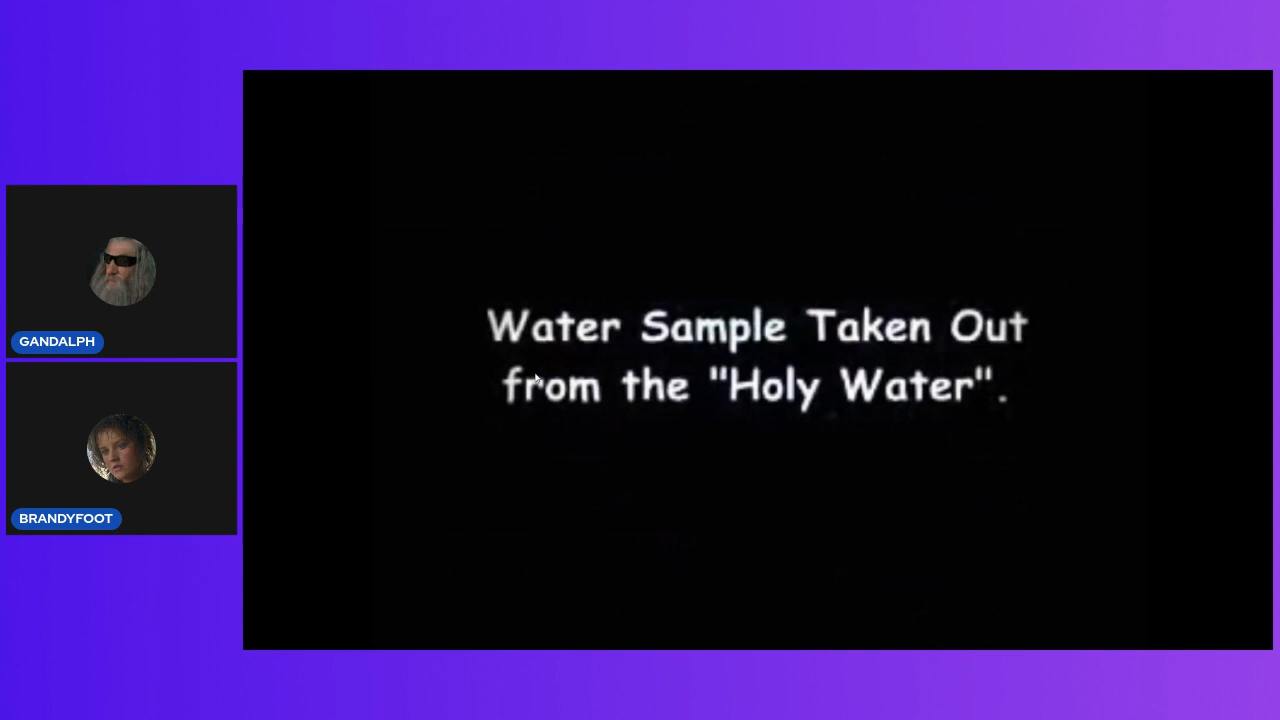 GANDALPH
BRANDYFOOT
Water Sample Taken Out
from the "Holy Water".